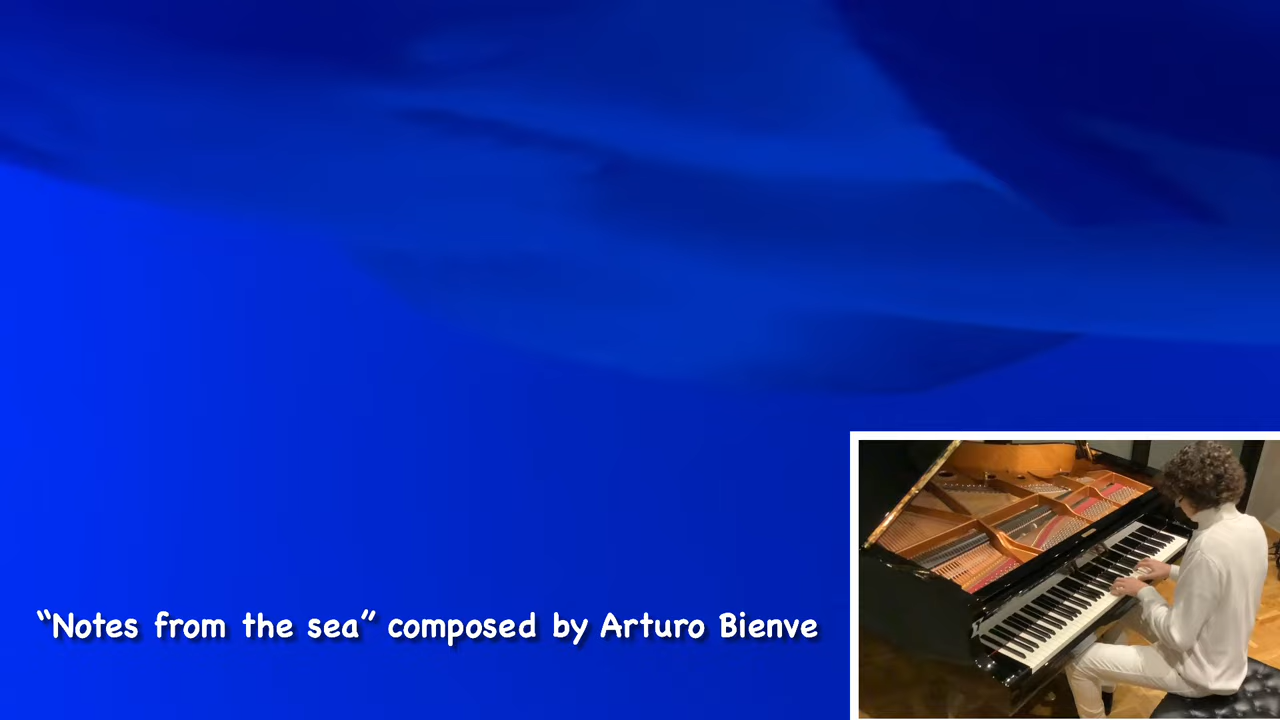 “Notes from the sea” composed by Arturo Bienve